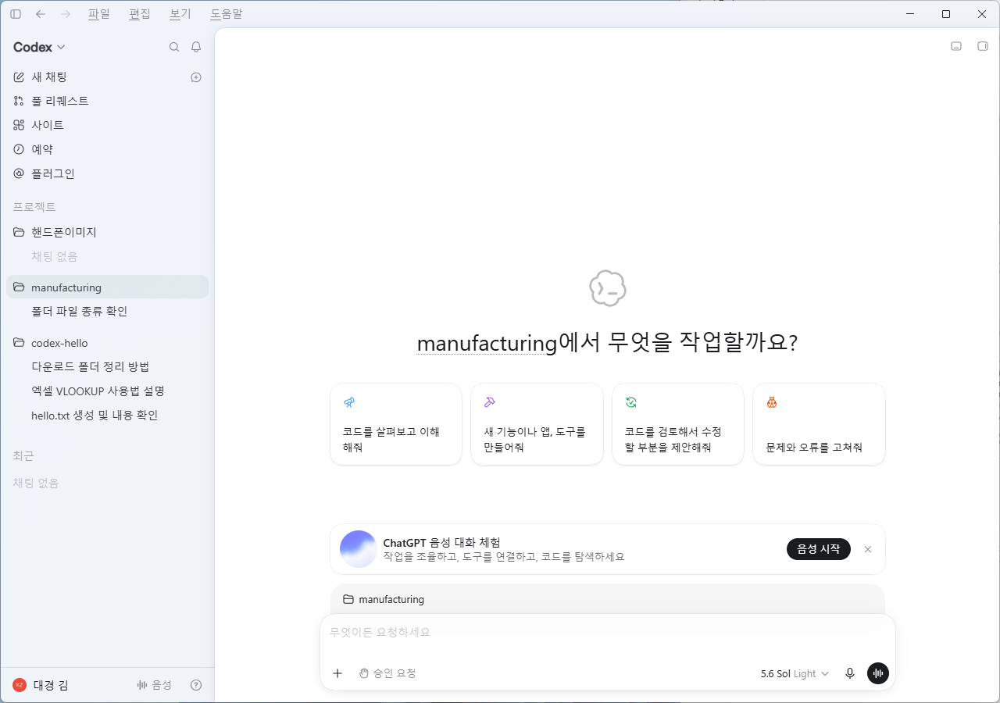 파일 편집 보기 도움말
Codex
새 채팅
풀 리퀘스트
사이트
예약
플러그인
프로젝트
핸드폰이미지
채팅 없음
manufacturing
폴더 파일 종류 확인
codex-hello
다운로드 폴더 정리 방법
엑셀 VLOOKUP 사용법 설명
hello.txt 생성 및 내용 확인
최근
채팅 없음
KZ 대경 김 음성
manufacturing에서 무엇을 작업할까요?
코드를 살펴보고 이해
해줘
새 기능이나 앱, 도구를
만들어줘
코드를 검토해서 수정
할 부분을 제안해줘
문제와 오류를 고쳐줘
ChatGPT 음성 대화 체험
작업을 조율하고, 도구를 연결하고, 코드를 탐색하세요
음성 시작
manufacturing
무엇이든 요청하세요
승인 요청
5.6 Sol Light